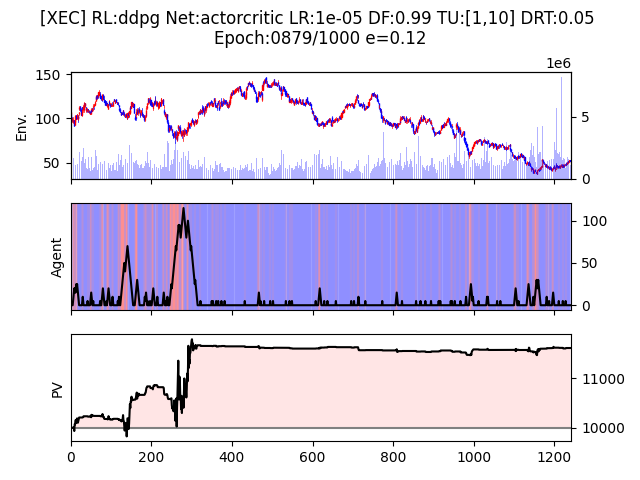 [XEC] RL:ddpg Net:actorcritic LR:1e-05 DF:0.99 TU:[1,10] DRT:0.05
Epoch:0879/1000 e=0.12
1e6
150
100
50
Env.
5
0
Agent
100
50
0
PV
11000
10000
0
200
400
600
800
1000
1200